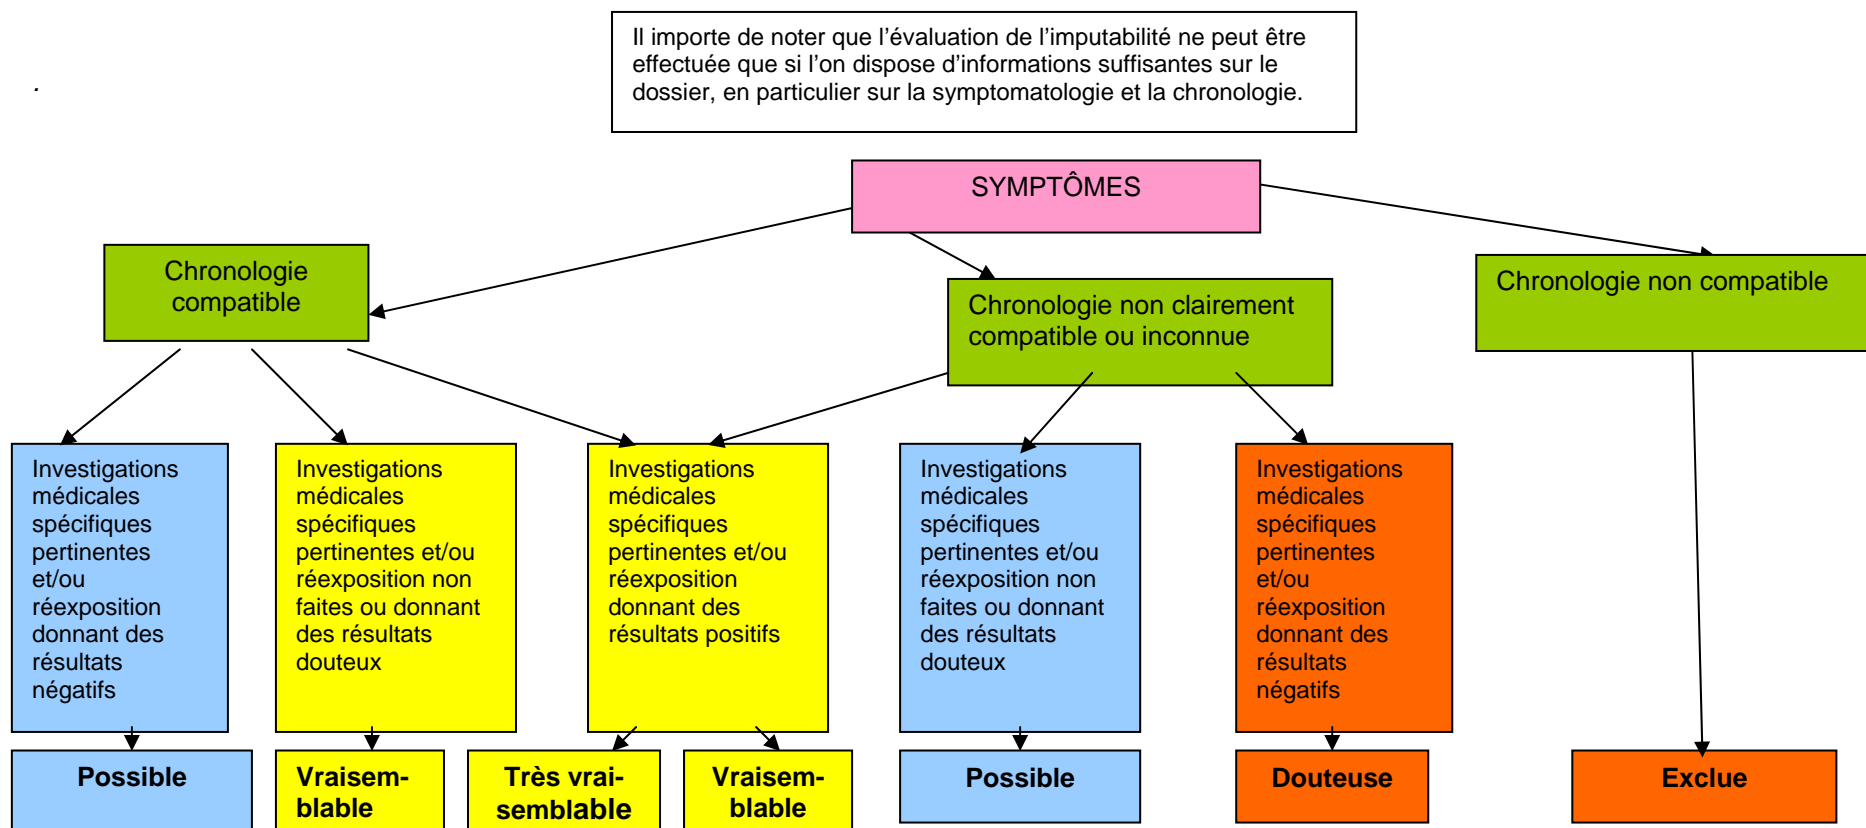 Il importe de noter que l’évaluation de l’imputabilité ne peut être
effectuée que si l’on dispose d’informations suffisantes sur le
dossier, en particulier sur la symptomatologie et la chronologie.
.
SYMPTÔMES
Chronologie
compatible
Chronologie non clairement
compatible ou inconnue
Chronologie non compatible
Investigations
médicales
spécifiques
pertinentes
et/ou
réexposition
donnant des
résultats
négatifs
Investigations
médicales
spécifiques
pertinentes et/ou
réexposition non
faites ou donnant
des résultats
douteux
Investigations
médicales
spécifiques
pertinentes et/ou
réexposition
donnant des
résultats positifs
Investigations
médicales
spécifiques
pertinentes et/ou
réexposition non
faites ou donnant
des résultats
douteux
Investigations
médicales
spécifiques
pertinentes
et/ou
réexposition
donnant des
résultats
négatifs
Possible
Vraisem-
blable
Très vrai-
semblable
Vraisem-
blable
Possible
Douteuse
Exclue